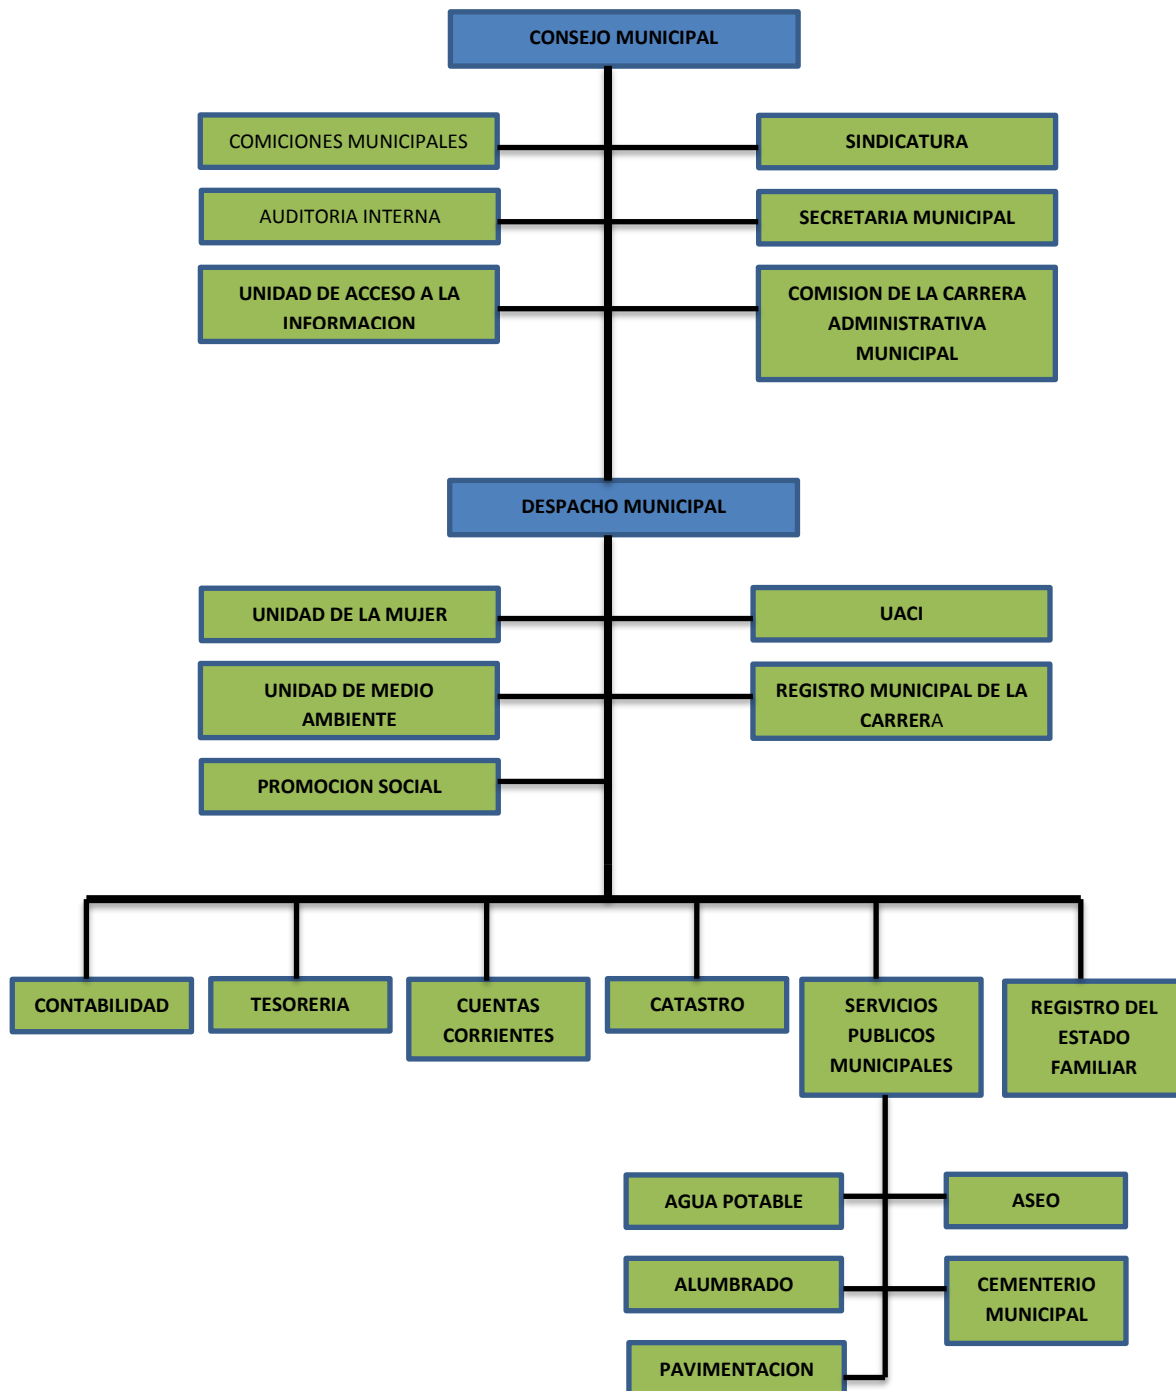 CONSEJO MUNICIPAL
COMICIONES MUNICIPALES
SINDICATURA
AUDITORIA INTERNA
SECRETARIA MUNICIPAL
UNIDAD DE ACCESO A LA
INFORMACION
COMISION DE LA CARRERA
ADMINISTRATIVA
MUNICIPAL
DESPACHO MUNICIPAL
UNIDAD DE LA MUJER
UACI
UNIDAD DE MEDIO
AMBIENTE
REGISTRO MUNICIPAL DE LA
CARRERA
PROMOCION SOCIAL
CONTABILIDAD
TESORERIA
CUENTAS
CORRIENTES
CATASTRO
SERVICIOS
PUBLICOS
MUNICIPALES
REGISTRO DEL
ESTADO
FAMILIAR
AGUA POTABLE
ASEO
ALUMBRADO
CEMENTERIO
MUNICIPAL
PAVIMENTACION